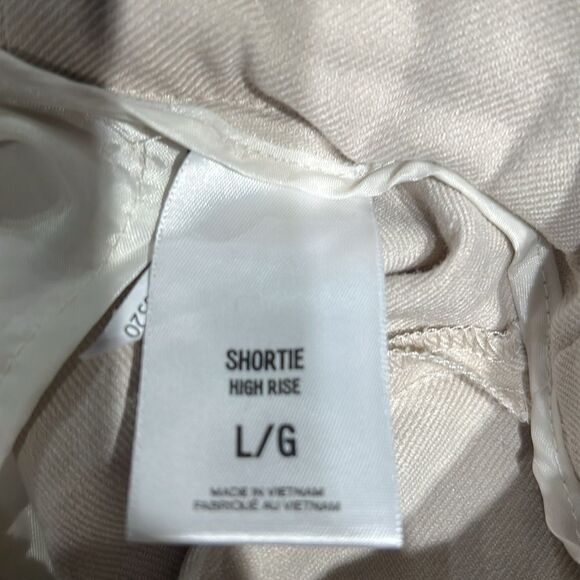 SHORTIE
HIGH RISE
L/G
MADE IN VIETNAM
FABRIQUÉ AU VIETNAM